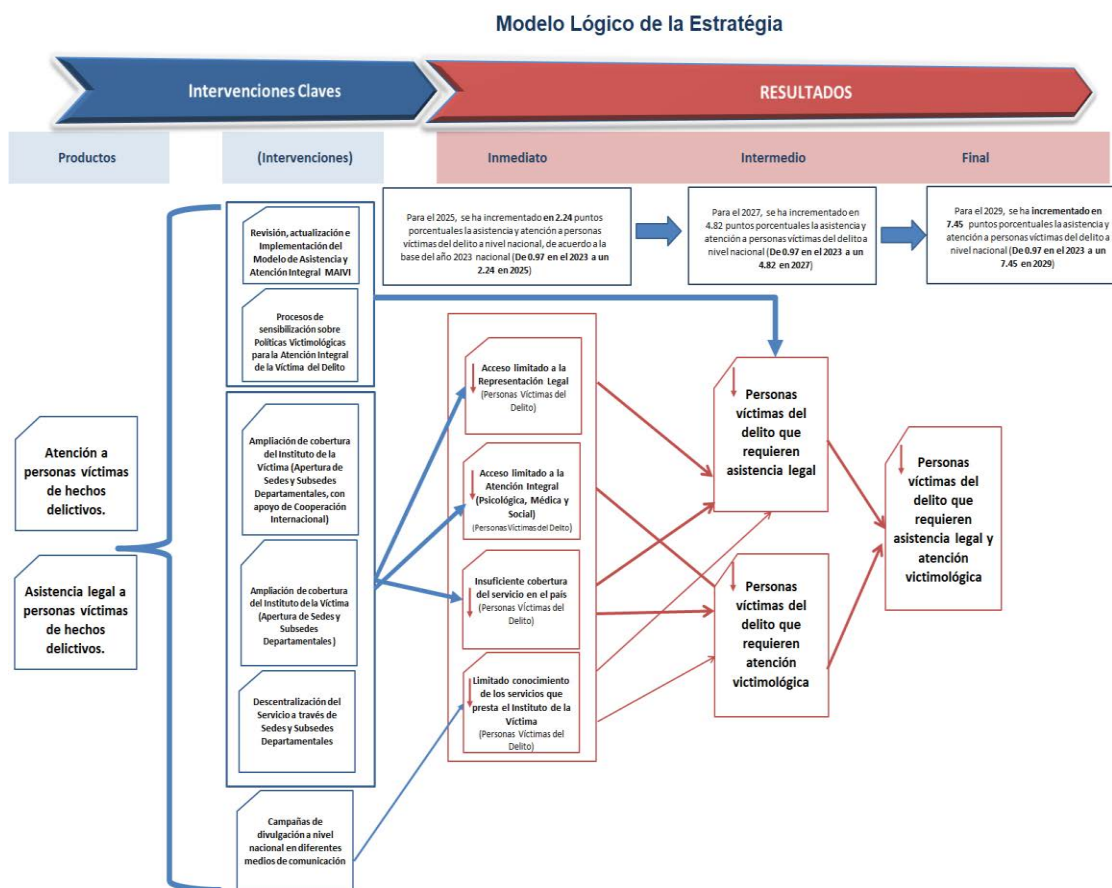 Modelo Lógico de la Estratégia
Intervenciones Claves
RESULTADOS
Productos
(Intervenciones)
Inmediato
Intermedio
Final
Para el 2025, se ha incrementado en 2.24 puntos
porcentuales la asistencia y atención a personas
víctimas del delito a nivel nacional, de acuerdo a la
base del año 2023 nacional (De 0.97 en el 2023 a un
2.24 en 2025)
Para el 2027, se ha incrementado en
4.82 puntos porcentuales la asistencia y
atención a personas víctimas del delito a
nivel nacional (De 0.97 en el 2023 a un
4.82 en 2027)
Para el 2029, se ha incrementado en
7.45 puntos porcentuales la asistencia y
atención a personas víctimas del delito a
nivel nacional (De 0.97 en el 2023 a un
7.45 en 2029)
Atención a
personas víctimas
de hechos
delictivos.
Asistencia legal a
personas víctimas
de hechos
delictivos.
Revisión, actualización e
Implementación del
Modelo de Asistencia y
Atención Integral MAIVI
Procesos de
sensibilización sobre
Políticas Victimológicas
para la Atención Integral
de la Víctima del Delito
Ampliación de cobertura
del Instituto de la
Víctima (Apertura de
Sedes y Subsedes
Departamentales, con
apoyo de Cooperación
Internacional)
Ampliación de cobertura
del Instituto de la Víctima
(Apertura de Sedes y
Subsedes
Departamentales )
Descentralización del
Servicio a través de
Sedes y Subsedes
Departamentales
Campañas de
divulgación a nivel
nacional en diferentes
medios de comunicación
Acceso limitado a la
Representación Legal
(Personas Víctimas del
Delito)
Acceso limitado a la
Atención Integral
(Psicológica, Médica y
Social)
(Personas Víctimas del Delito)
Insuficiente cobertura
del servicio en el país
(Personas Víctimas del
Delito)
Limitado conocimiento
de los servicios que
presta el Instituto de la
Víctima
(Personas Víctimas del
Delito)
Personas
víctimas del
delito que
requieren
asistencia legal
Personas
víctimas del
delito que
requieren
atención
victimológica
Personas
víctimas del
delito que
requieren
asistencia legal y
atención
victimológica